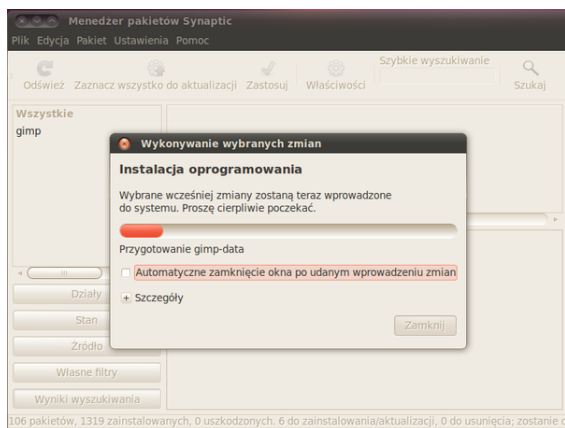 Menedżer pakietów Synaptic
Plik Edycja Pakiet Ustawienia Pomoc
Szybkie wyszukiwanie
Odśwież Zaznacz wszystko do aktualizacji Zastosuj Właściwości Szukaj
Wszystkie
gimp
Wykonywanie wybranych zmian
Instalacja oprogramowania
Wybrane wcześniej zmiany zostaną teraz wprowadzone
do systemu. Proszę cierpliwie poczekać.
Przygotowanie gimp-data
Automatyczne zamknięcie okna po udanym wprowadzeniu zmian
Szczegóły
Zamknij
Działy
Stan
Źródło
Własne filtry
Wyniki wyszukiwania
106 pakietów, 1319 zainstalowanych, 0 uszkodzonych. 6 do zainstalowania/aktualizacji, 0 do usunięcia; zostanie